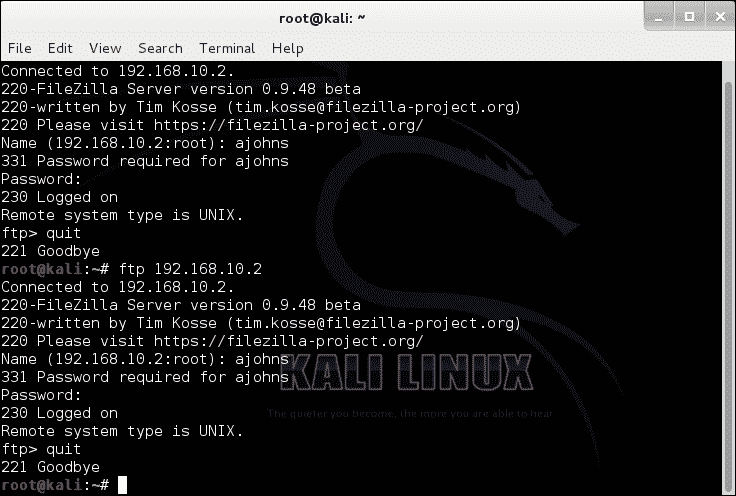 root@kali: ~
File Edit View Search Terminal Help
Connected to 192.168.10.2.
220-FileZilla Server version 0.9.48 beta
220-written by Tim Kosse (tim.kosse@filezilla-project.org)
220 Please visit https://filezilla-project.org/
Name (192.168.10.2:root): ajohns
331 Password required for ajohns
Password:
230 Logged on
Remote system type is UNIX.
ftp> quit
221 Goodbye
root@kali:~# ftp 192.168.10.2
Connected to 192.168.10.2.
220-FileZilla Server version 0.9.48 beta
220-written by Tim Kosse (tim.kosse@filezilla-project.org)
220 Please visit https://filezilla-project.org/
Name (192.168.10.2:root): ajohns
331 Password required for ajohns
KALI LINUX
Password:
230 Logged on
The quieter you become, the more you are able to hear
Remote system type is UNIX.
ftp> quit
221 Goodbye
root@kali:~#